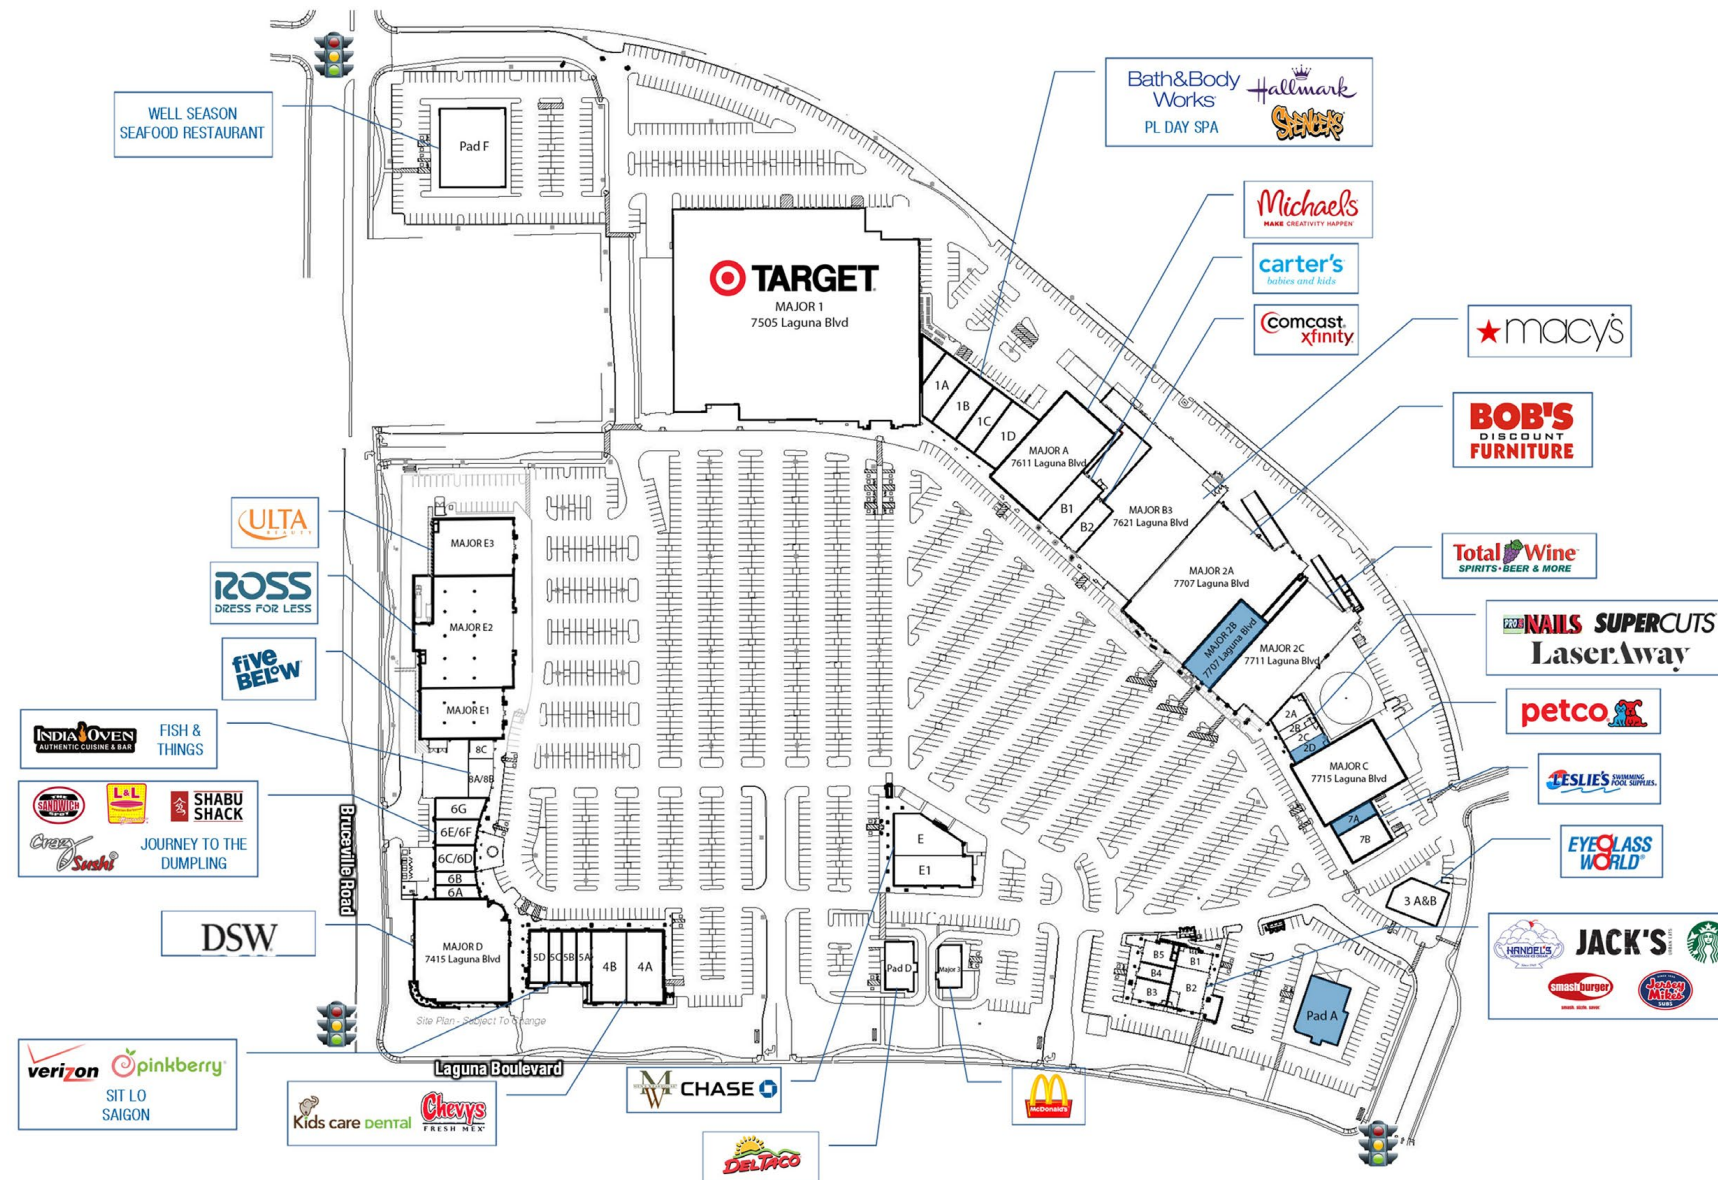 WELL SEASON
SEAFOOD RESTAURANT
Pad F
Bath&Body
Works
Hallmark
PL DAY SPA
SPENCERS
Michaels
MAKE CREATIVITY HAPPEN
carter's
babies and kids
comcast
xfinity
macy's
BOB'S
DISCOUNT
FURNITURE
TARGET
MAJOR 1
7505 Laguna Blvd
1A
1B
1C
1D
MAJOR A
7611 Laguna Blvd
B1
B2
MAJOR B3
7621 Laguna Blvd
MAJOR 2A
7707 Laguna Blvd
MAJOR 2B
7707 Laguna Blvd
MAJOR 2C
7711 Laguna Blvd
Total Wine
SPIRITS • BEER & MORE
PRO NAILS
SUPERCUTS
LaserAway
petco
2A
2B
2C
2D
MAJOR C
7715 Laguna Blvd
7A
7B
LESLIE'S SWIMMING
POOL SUPPLIES.
EYEGLASS
WORLD
3 A&B
HANDEL'S
JACK'S
smashburger
Jersey
Mike's
SUBS
ULTA
BEAUTY
ROSS
DRESS FOR LESS
five
BELOW
MAJOR E3
MAJOR E2
MAJOR E1
8C
8A/8B
INDIA OVEN
AUTHENTIC CUISINE & BAR
FISH &
THINGS
THE
SANDWICH
SPOT
L&L
SHABU
SHACK
Crazy
Sushi
JOURNEY TO THE
DUMPLING
6G
6E/6F
6C/6D
6B
6A
Bruceville Road
DSW
MAJOR D
7415 Laguna Blvd
5D
5C
5B
5A
4B
4A
Site Plan - Subject To Change
E
E1
Pad D
Major 3
B5
B4
B3
B1
B2
Pad A
Laguna Boulevard
verizon
pinkberry
SIT LO
SAIGON
Kids care DENTAL
Chevys
FRESH MEX
CHASE
DEL TACO
McDonald's